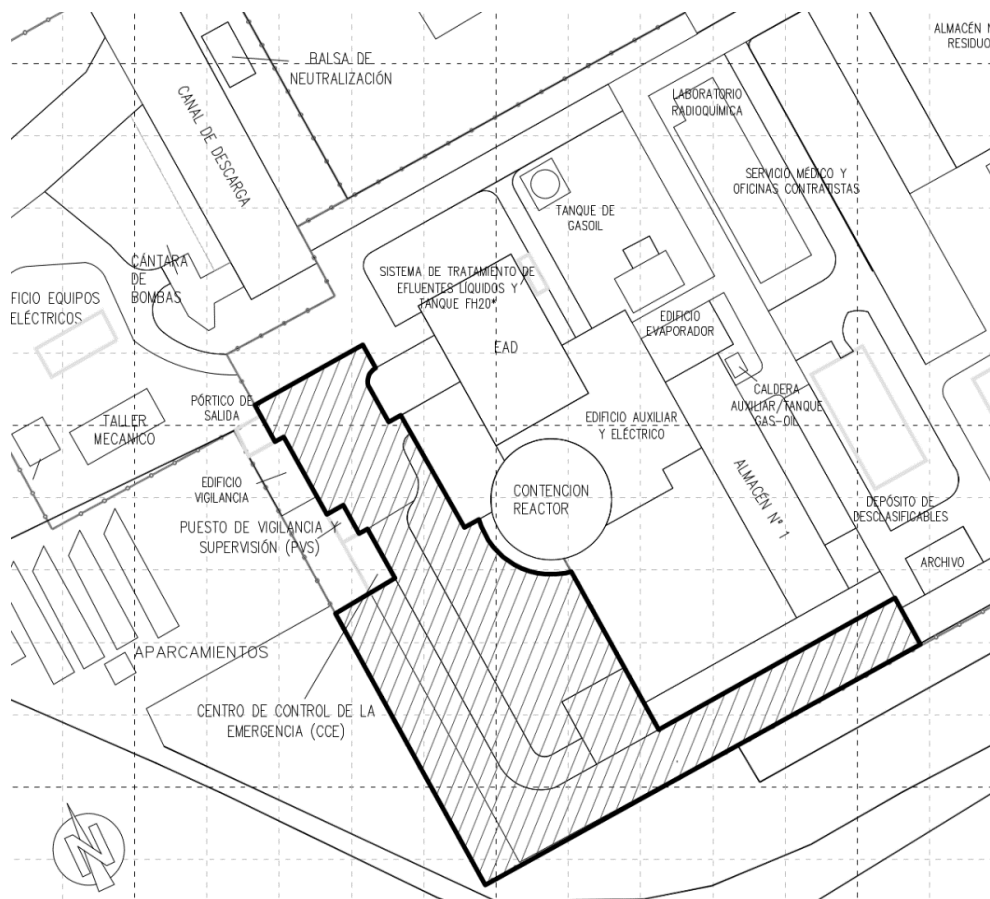 ALMACÉN N
RESIDUO
BALSA DE
NEUTRALIZACIÓN
CANAL DE DESCARGA
LABORATORIO
RADIOQUÍMICA
SERVICIO MÉDICO Y
OFICINAS CONTRATISTAS
TANQUE DE
GASOIL
CÁNTARA
DE
BOMBAS
SISTEMA DE TRATAMIENTO DE
EFLUENTES LÍQUIDOS Y
TANQUE FH20*
FICIO EQUIPOS
ELÉCTRICOS
EDIFICIO
EVAPORADOR
EAD
CALDERA
AUXILIAR/TANQUE
GAS-OIL
PÓRTICO DE
SALIDA
TALLER
MECANICO
EDIFICIO AUXILIAR
Y ELÉCTRICO
ALMACÉN Nº 1
EDIFICIO
VIGILANCIA
CONTENCION
REACTOR
DEPÓSITO DE
DESCLASIFICABLES
PUESTO DE VIGILANCIA Y
SUPERVISIÓN (PVS)
ARCHIVO
APARCAMIENTOS
CENTRO DE CONTROL DE LA
EMERGENCIA (CCE)
N